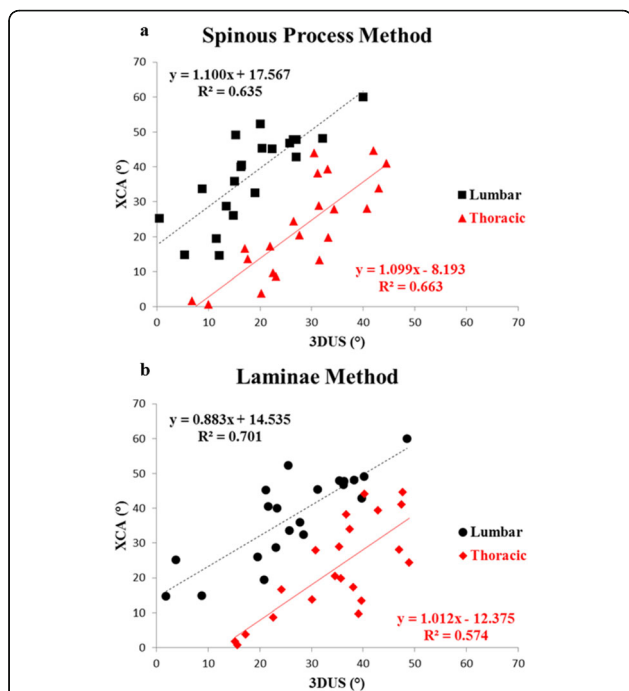 a
Spinous Process Method
y = 1.100x + 17.567
R² = 0.635
70
60
50
40
30
20
10
0
XCA (°)
Lumbar
Thoracic
y = 1.099x - 8.193
R² = 0.663
0 10 20 30 40 50 60 70
3DUS (°)
b
Laminae Method
y = 0.883x + 14.535
R² = 0.701
70
60
50
40
30
20
10
0
XCA (°)
Lumbar
Thoracic
y = 1.012x - 12.375
R² = 0.574
0 10 20 30 40 50 60 70
3DUS (°)